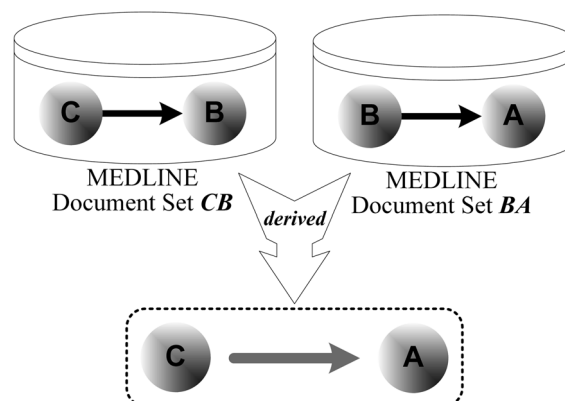 C B
B A
MEDLINE
Document Set CB
MEDLINE
Document Set BA
derived
C A